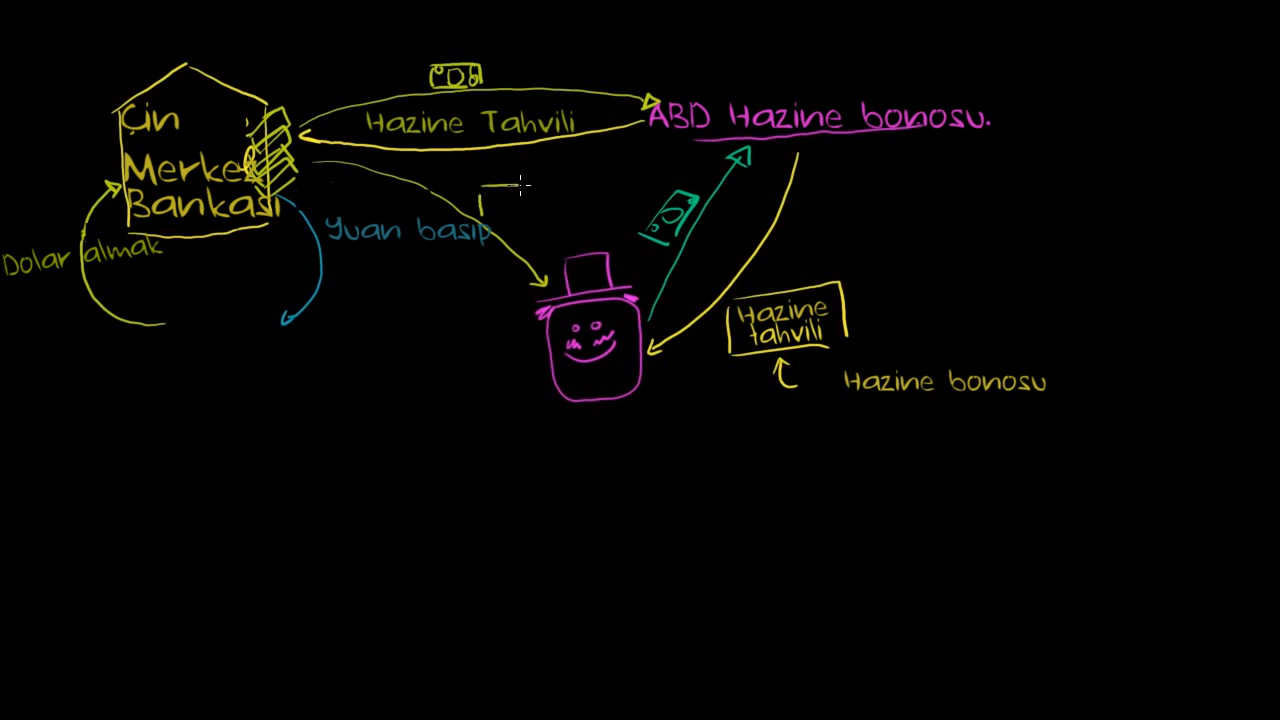 Çin
Merkez
Bankası
Hazine Tahvili
ABD Hazine bonosu.
Yuan basıp
Dolar almak
Hazine
tahvili
Hazine bonosu